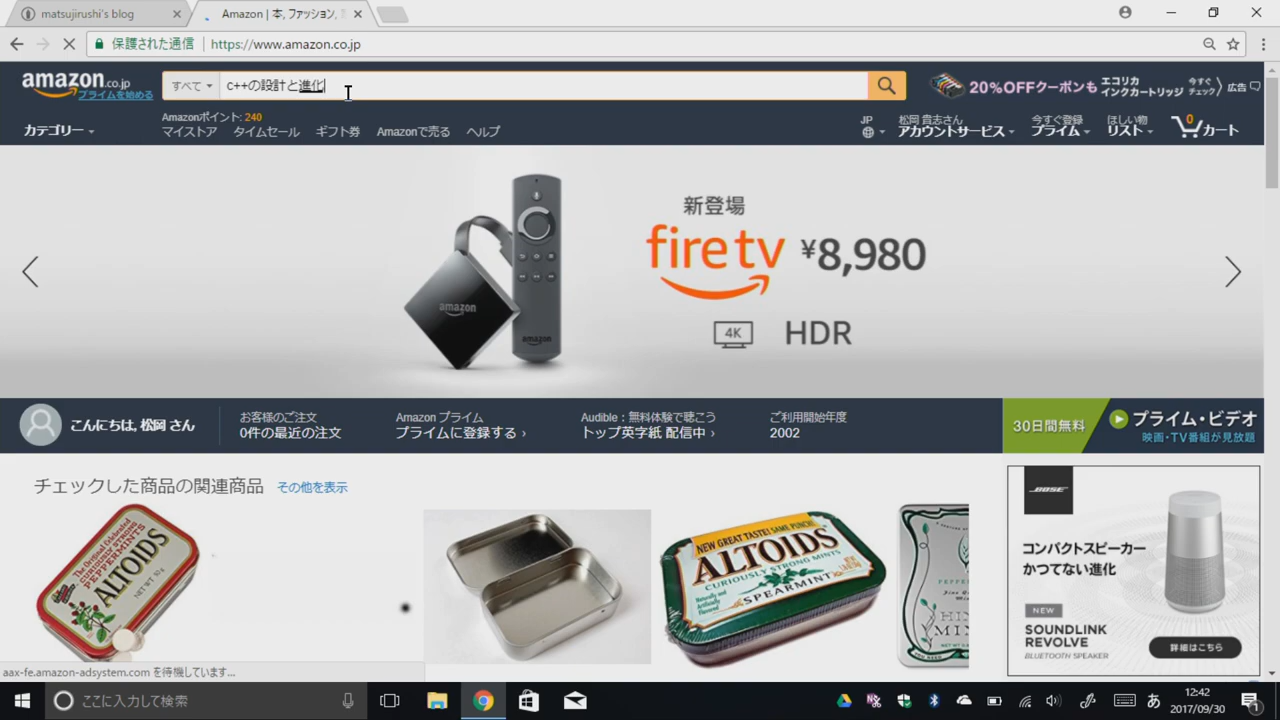 matsujirushi's blog
Amazon | 本, ファッション,
保護された通信
https://www.amazon.co.jp
amazon.co.jp
プライムを始める
すべて
c++の設計と進化
20%OFFクーポンも
エコリカ
インクカートリッジ
今すぐ
チェック
広告
カテゴリー
Amazonポイント: 240
マイストア
タイムセール
ギフト券
Amazonで売る
ヘルプ
JP
松岡 貴志さん
アカウントサービス
今すぐ登録
プライム
ほしい物
リスト
0
カート
新登場
fire tv
¥8,980
4K
HDR
amazon
amazon
こんにちは, 松岡 さん
お客様のご注文
0件の最近の注文
Amazon プライム
プライムに登録する ›
Audible：無料体験で聴こう
トップ英字紙 配信中 ›
ご利用開始年度
2002
30日間無料
プライム・ビデオ
映画・TV番組が見放題
チェックした商品の関連商品
その他を表示
The Original Celebrated
CURIOUSLY STRONG
PEPPERMINTS
ALTOIDS
NEW GREAT TASTE! SAME PUNCH!
ALTOIDS
CURIOUSLY STRONG MINTS
SPEARMINT
BOSE
コンパクトスピーカー
かつてない進化
NEW
SOUNDLINK
REVOLVE
BLUETOOTH SPEAKER
詳細はこちら
aax-fe.amazon-adsystem.com を待機しています...
ここに入力して検索
あ
12:42
2017/09/30
1